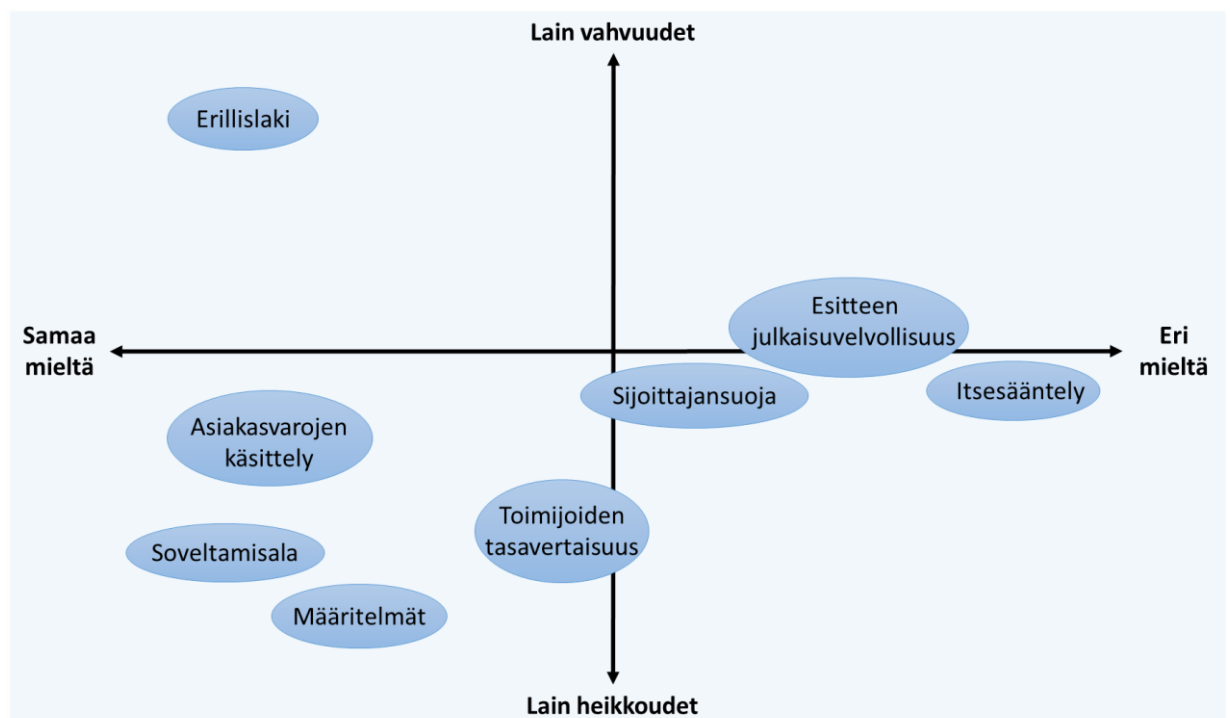 Lain vahvuudet
Erillislaki
Esitteen
julkaisuvelvollisuus
Samaa
mieltä
Eri
mieltä
Sijoittajansuoja
Itsesääntely
Asiakasvarojen
käsittely
Toimijoiden
tasavertaisuus
Soveltamisala
Määritelmät
Lain heikkoudet